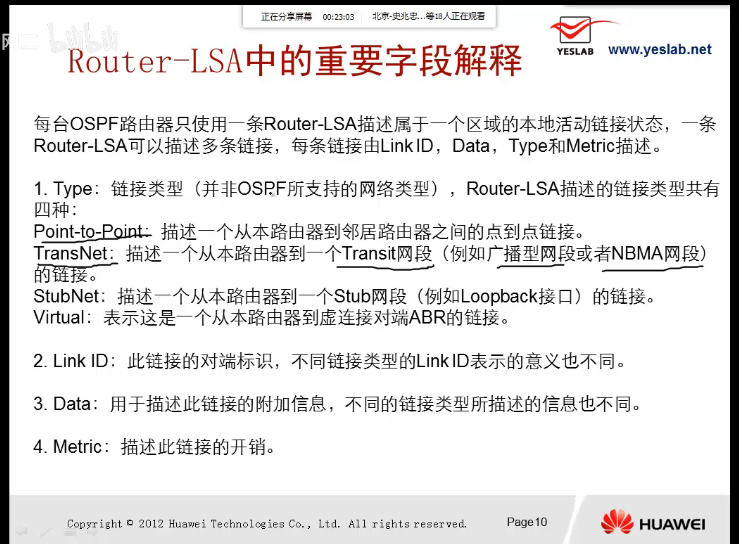 正在分享屏幕 00:23:03 北京-史兆忠...等18人正在观看
bilibili
YESLAB www.yeslab.net
Router-LSA中的重要字段解释
每台OSPF路由器只使用一条Router-LSA描述属于一个区域的本地活动链接状态，一条
Router-LSA可以描述多条链接，每条链接由Link ID，Data，Type和Metric描述。
1. Type：链接类型（并非OSPF所支持的网络类型），Router-LSA描述的链接类型共有
四种：
Point-to-Point：描述一个从本路由器到邻居路由器之间的点到点链接。
TransNet：描述一个从本路由器到一个Transit网段（例如广播型网段或者NBMA网段）
的链接。
StubNet：描述一个从本路由器到一个Stub网段（例如Loopback接口）的链接。
Virtual：表示这是一个从本路由器到虚连接对端ABR的链接。
2. Link ID：此链接的对端标识，不同链接类型的Link ID表示的意义也不同。
3. Data：用于描述此链接的附加信息，不同的链接类型所描述的信息也不同。
4. Metric：描述此链接的开销。
Copyright © 2012 Huawei Technologies Co., Ltd. All rights reserved.
Page10
HUAWEI